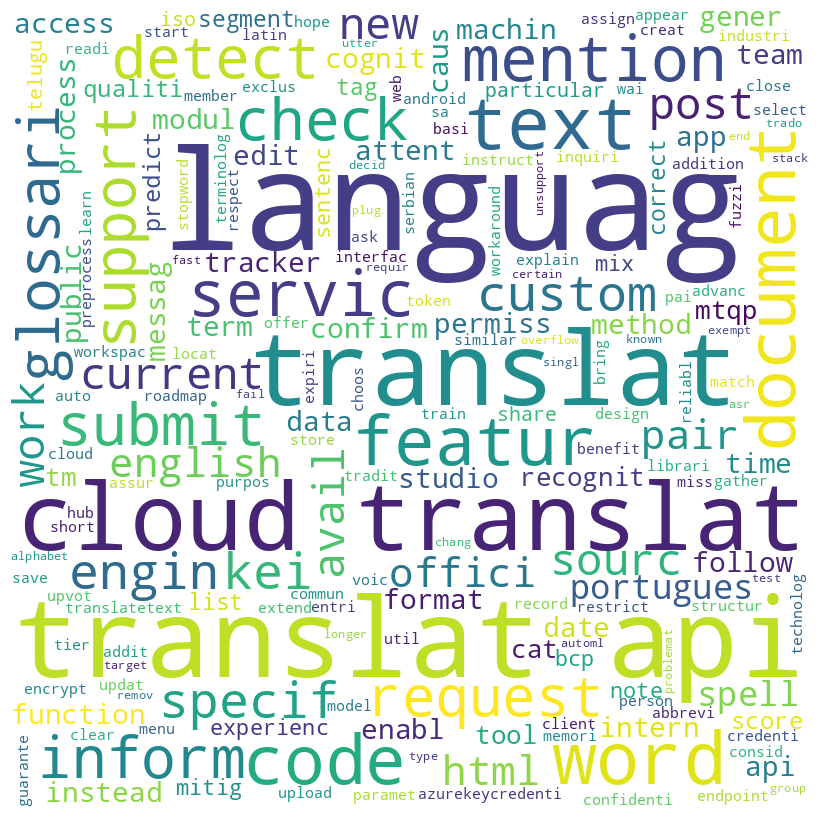 access iso segment hope latin start new machin assign appear creat gener industri
readi utter detect cognit exclus mention caus team
telugu qualiti tag member web android particular wai close
process modul check text sa post select trado
glossari support predict edit attent basi instruct inquiri app addition end stack
stopword terminolog respect sentenc decid plug serbian workaround unsupport correct fuzzi document
languag
public preprocess learn messag fast tracker ask interfac requir certain explain mix
servic token custom pai advanc
term offer confirm permiss similar overflow method mtqp exempt
workspac locat expiri choos singl known bring reliabl
work current translat match asr
auto roadmap fail data train share design
submit store featur pair
cloud english avail tradit studio recognit benefit librari time
tm assur purpos miss gather
hub short cloud translat chang
alphabet save engin kei offici sourc follow
upvot list commun voic portugues test
translatetext extend entri format record restrict structur technolog
translat api longer util date
tier addit cat automl bcp problemat
encrypt updat target remov specif model request note person spell
function clear menu experienc enabl tool client memori abbrevi intern score credenti
guarante inform code type html word consid api
instead mitig upload paramet azurekeycredenti confidenti endpoint group